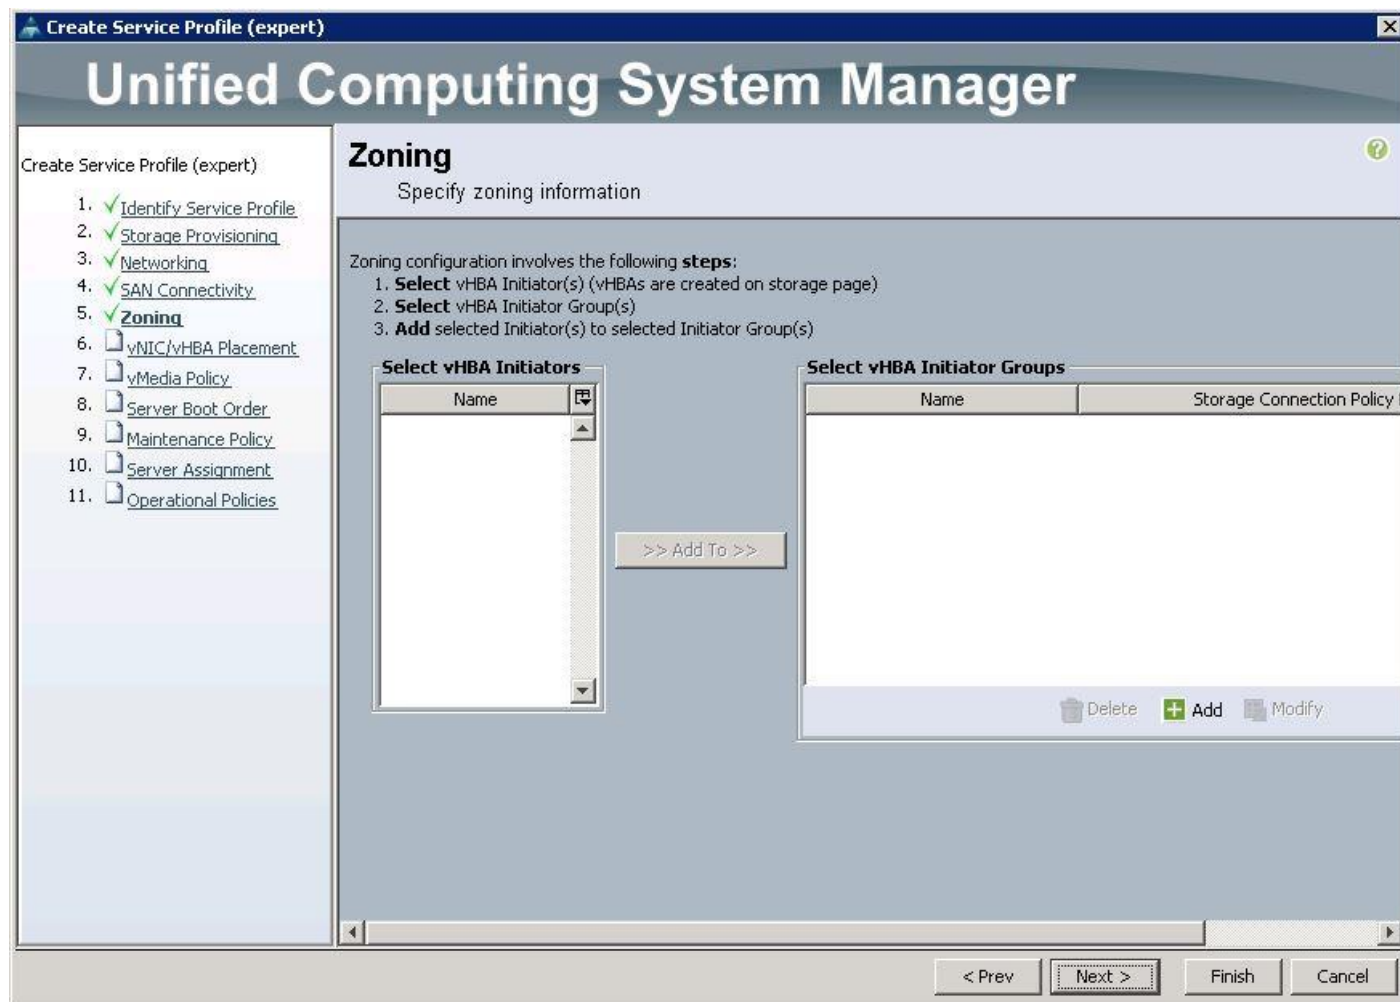 Create Service Profile (expert)
Unified Computing System Manager
Create Service Profile (expert)
1. Identify Service Profile
2. Storage Provisioning
3. Networking
4. SAN Connectivity
5. Zoning
6. vNIC/vHBA Placement
7. vMedia Policy
8. Server Boot Order
9. Maintenance Policy
10. Server Assignment
11. Operational Policies
Zoning
Specify zoning information
Zoning configuration involves the following steps:
1. Select vHBA Initiator(s) (vHBAs are created on storage page)
2. Select vHBA Initiator Group(s)
3. Add selected Initiator(s) to selected Initiator Group(s)
Select vHBA Initiators
Name
>> Add To >>
Select vHBA Initiator Groups
Name Storage Connection Policy
Delete Add Modify
< Prev Next > Finish Cancel